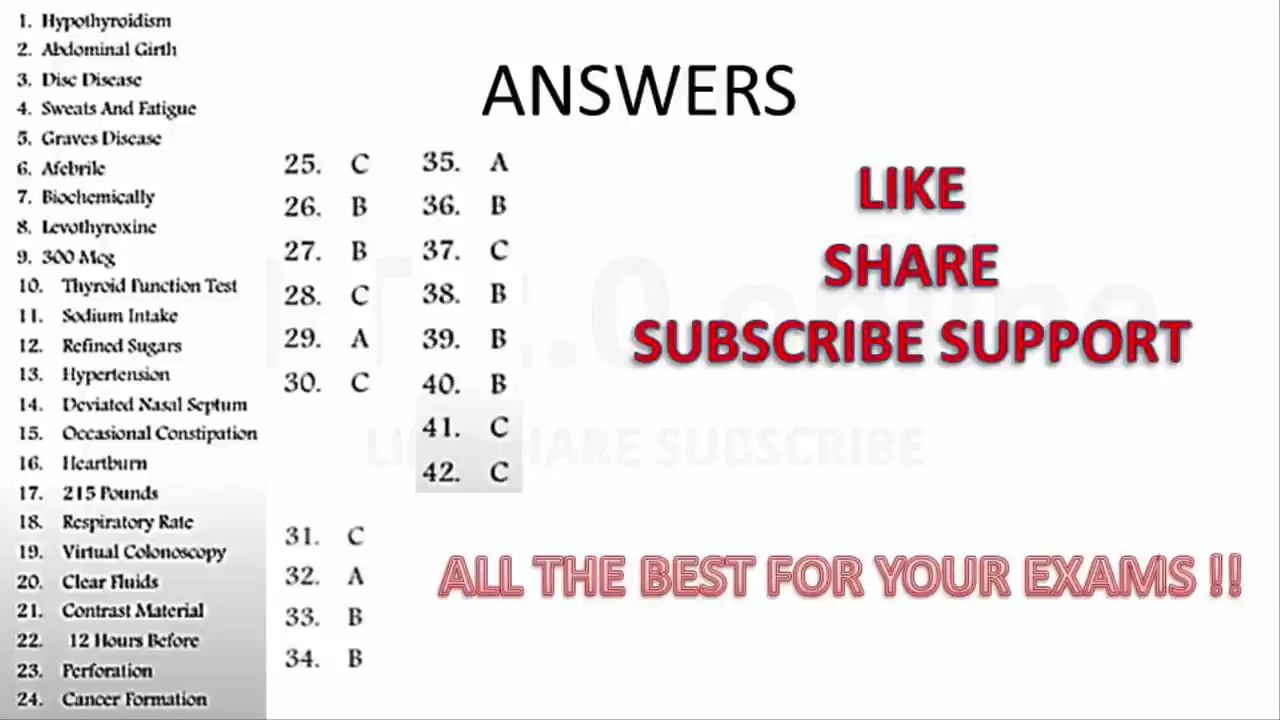 1. Hypothyroidism
2. Abdominal Girth
3. Disc Disease
4. Sweats And Fatigue
5. Graves Disease
6. Afebrile
7. Biochemically
8. Levothyroxine
9. 300 Mcg
10. Thyroid Function Test
11. Sodium Intake
12. Refined Sugars
13. Hypertension
14. Deviated Nasal Septum
15. Occasional Constipation
16. Heartburn
17. 215 Pounds
18. Respiratory Rate
19. Virtual Colonoscopy
20. Clear Fluids
21. Contrast Material
22. 12 Hours Before
23. Perforation
24. Cancer Formation
ANSWERS
25. C
26. B
27. B
28. C
29. A
30. C
31. C
32. A
33. B
34. B
35. A
36. B
37. C
38. B
39. B
40. B
41. C
42. C
LIKE
SHARE
SUBSCRIBE SUPPORT
SHARE SUBSCRIBE
ALL THE BEST FOR YOUR EXAMS !!